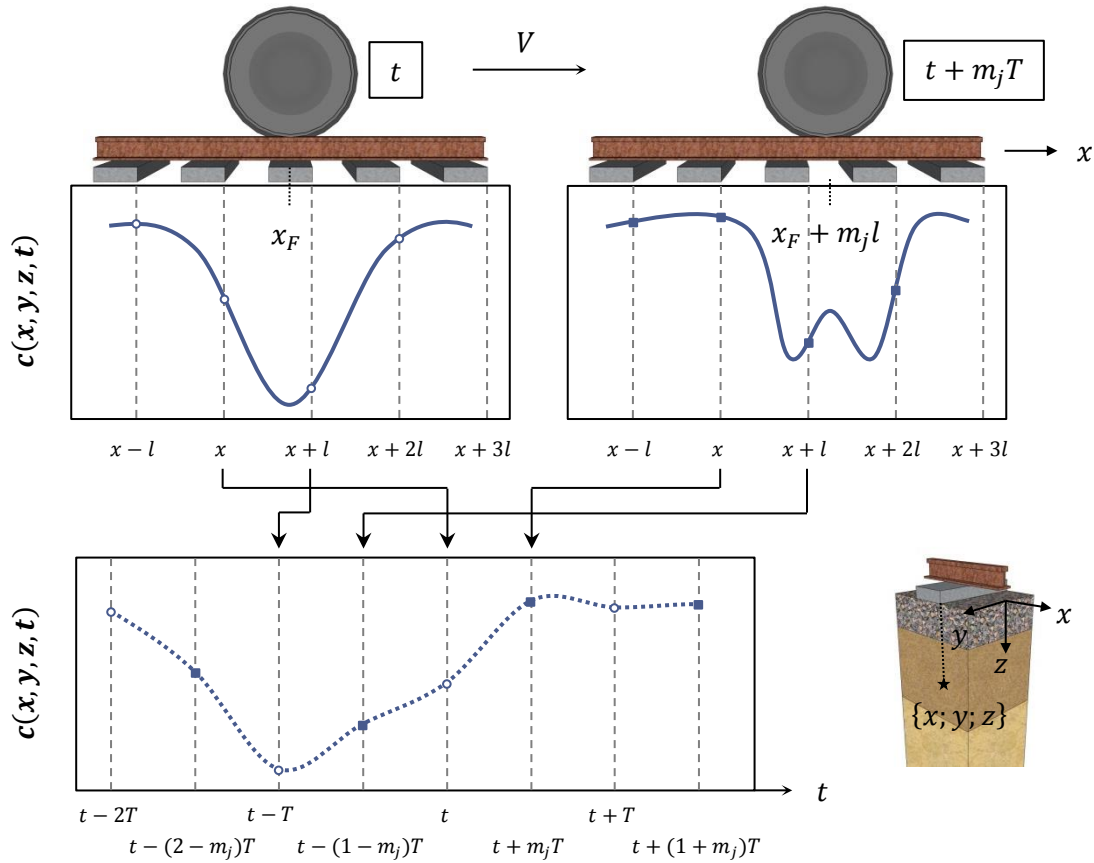 t
V
t + m_jT
x
x_F
x_F + m_jl
c(x, y, z, t)
x − l
x
x + l
x + 2l
x + 3l
x − l
x
x + l
x + 2l
x + 3l
c(x, y, z, t)
x
y
z
{x; y; z}
t
t − 2T
t − T
t
t + T
t − (2 − m_j)T
t − (1 − m_j)T
t + m_jT
t + (1 + m_j)T